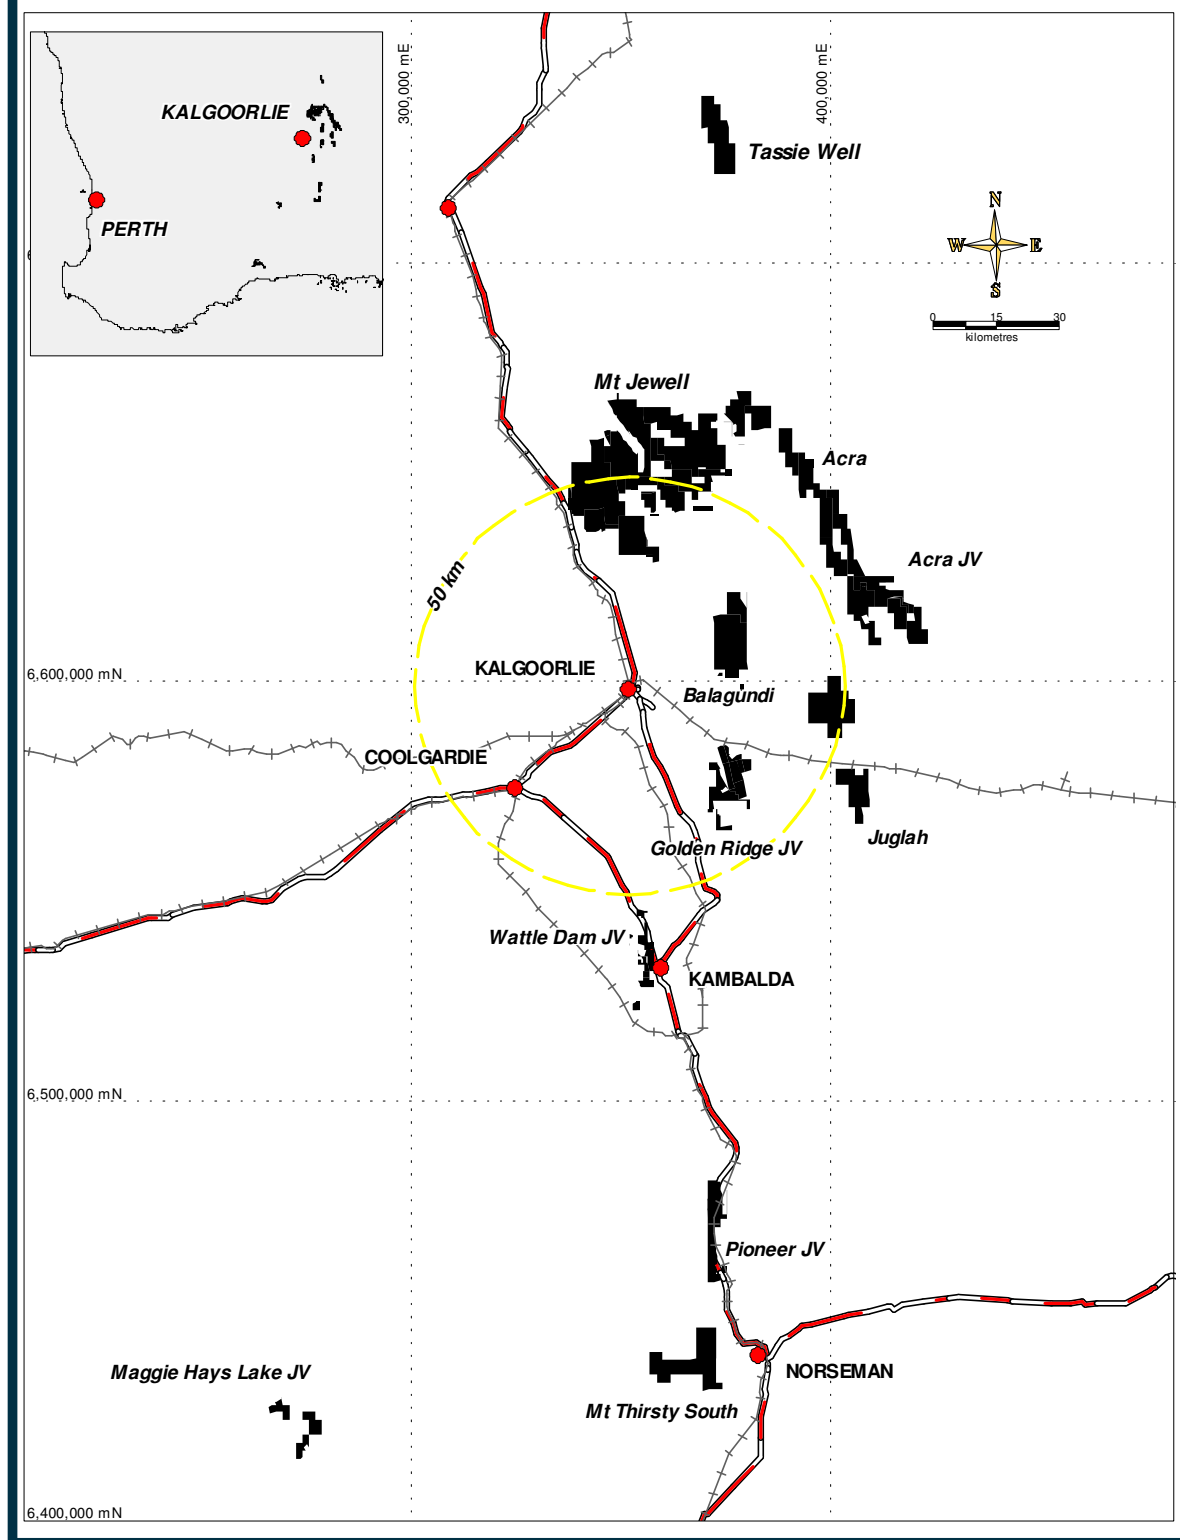 300,000 mE
400,000 mE
KALGOORLIE
PERTH
Tassie Well
N
W
E
S
0
15
30
kilometres
Mt Jewell
Acra
Acra JV
50 km
KALGOORLIE
6,600,000 mN
Balagundi
COOLGARDIE
Juglah
Golden Ridge JV
Wattle Dam JV
KAMBALDA
6,500,000 mN
Pioneer JV
Maggie Hays Lake JV
NORSEMAN
Mt Thirsty South
6,400,000 mN